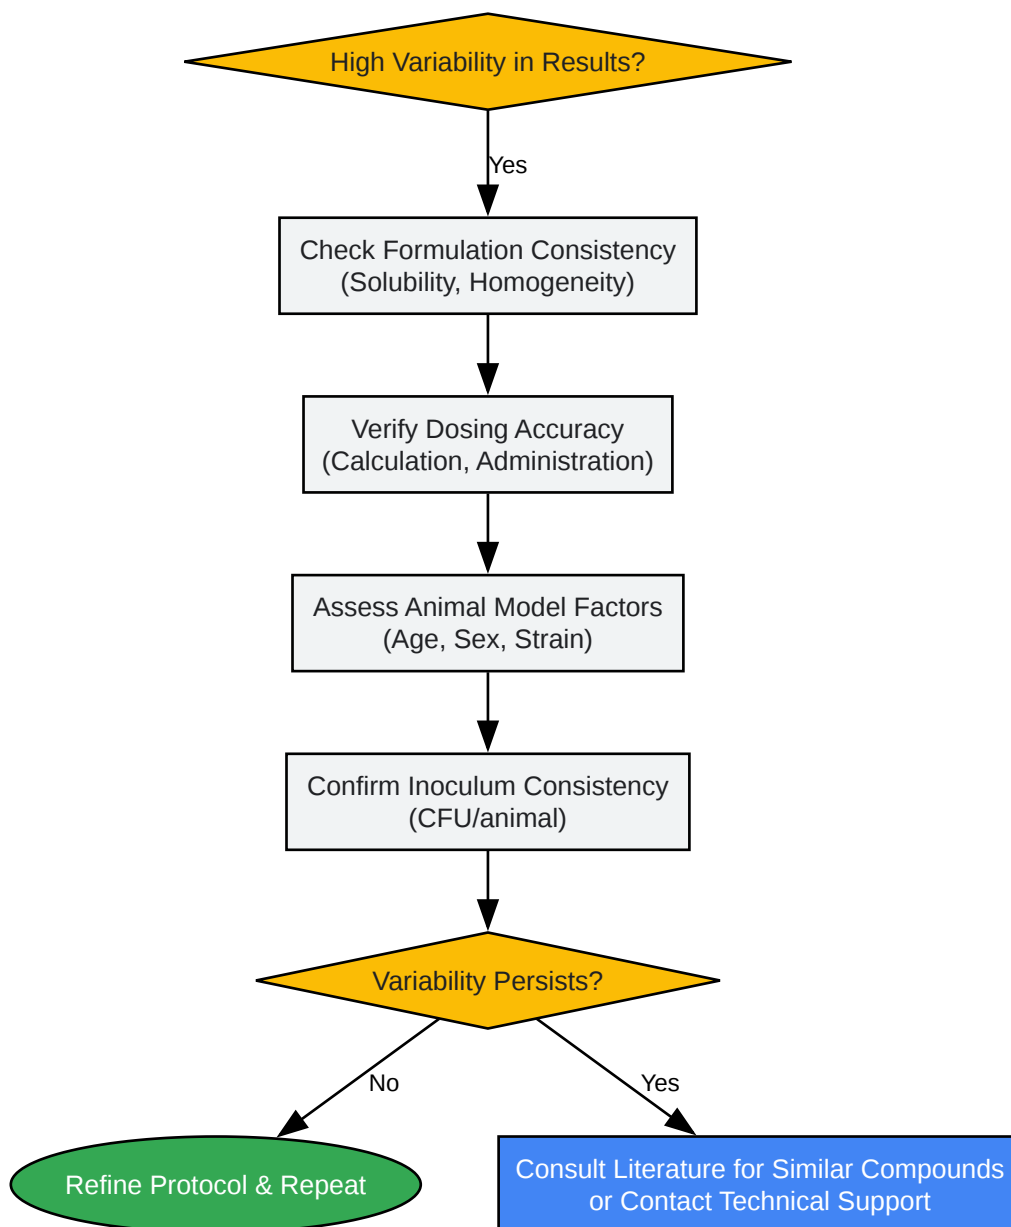 High Variability in Results?
Yes
Check Formulation Consistency
(Solubility, Homogeneity)
Verify Dosing Accuracy
(Calculation, Administration)
Assess Animal Model Factors
(Age, Sex, Strain)
Confirm Inoculum Consistency
(CFU/animal)
Variability Persists?
No
Yes
Refine Protocol & Repeat
Consult Literature for Similar Compounds
or Contact Technical Support